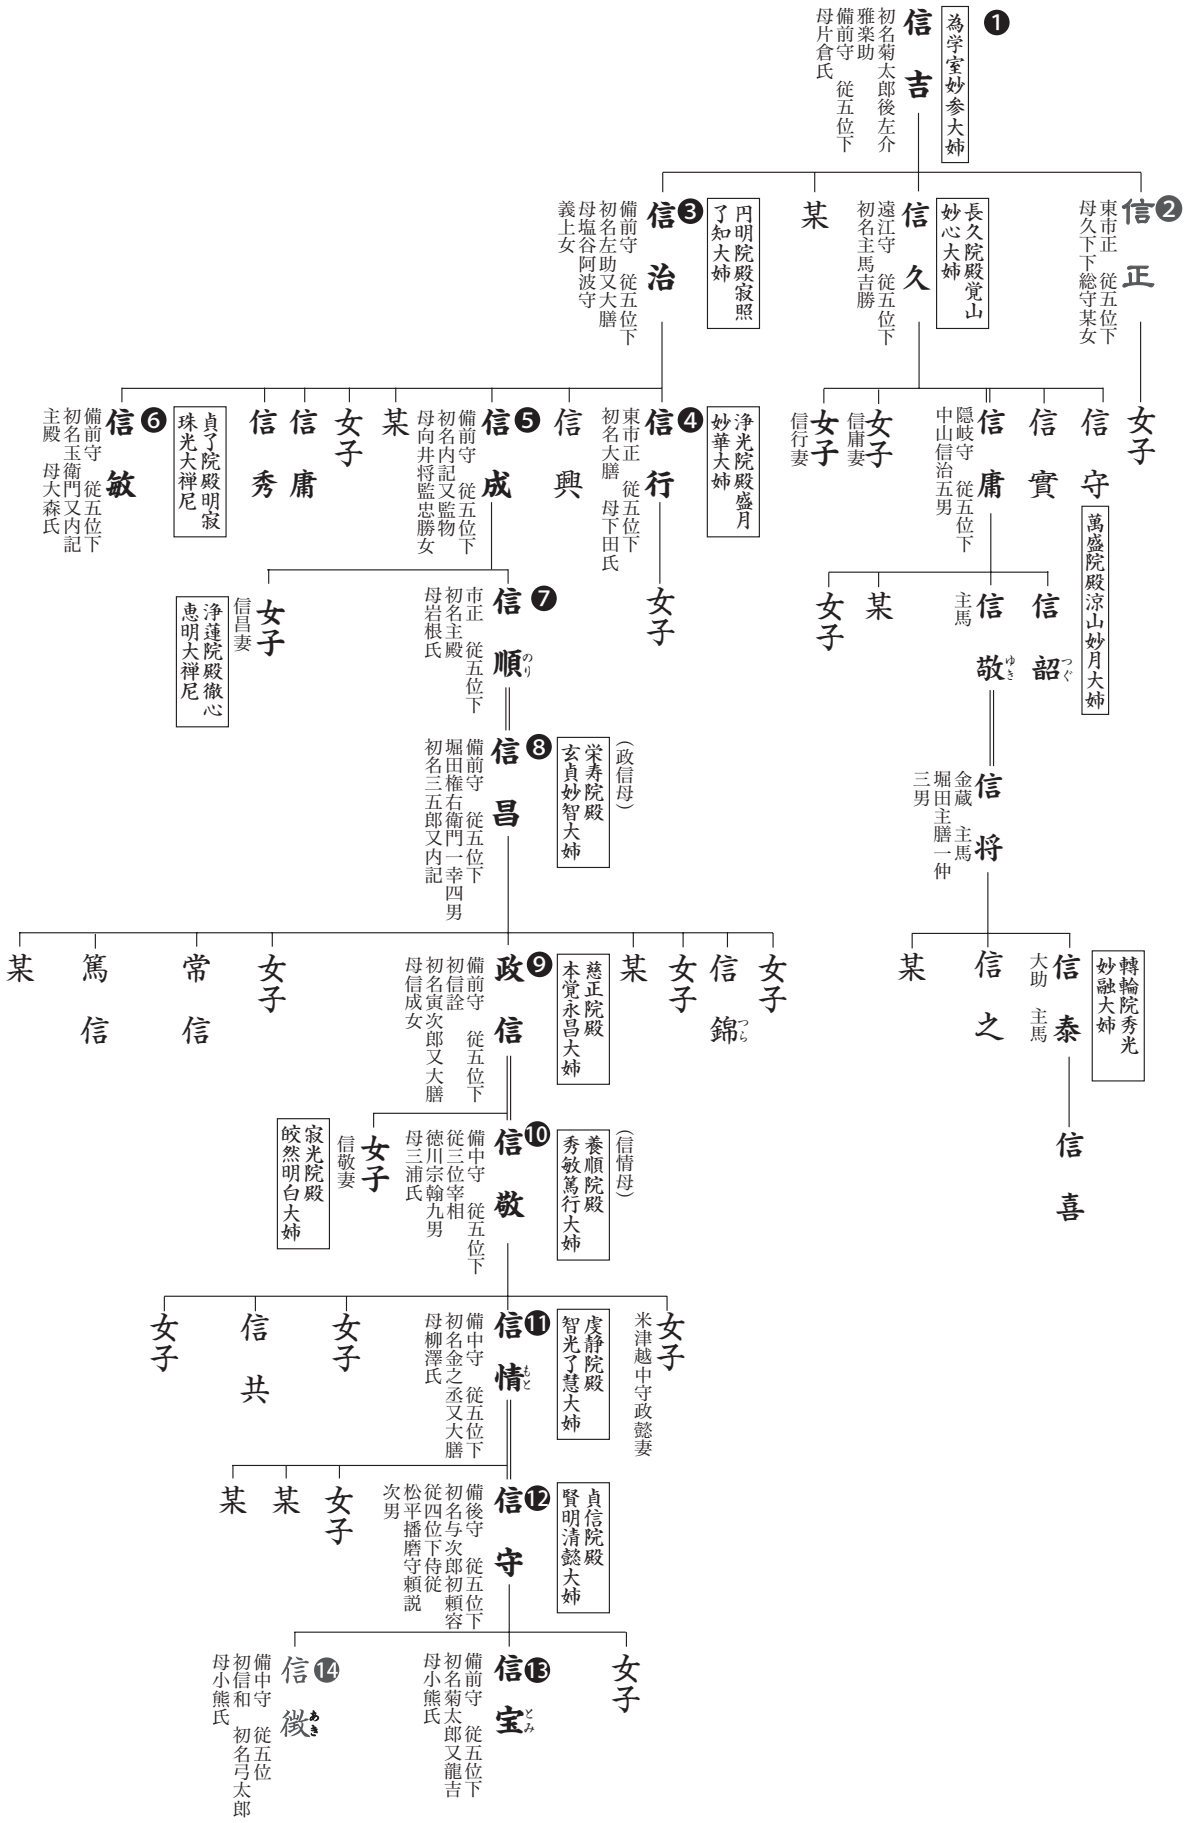 ❶
為学室妙参大姉
信吉
初名菊太郎後左介
雅楽助
備前守 従五位下
母片倉氏
❷
信正
東市正 従五位下
母久下下総守某女
長久院殿覚山
妙心大姉
信久
遠江守 従五位下
初名主馬吉勝
某
円明院殿寂照
了知大姉
❸
信治
備前守 従五位下
初名左助又大膳
母塩谷阿波守
義上女
女子
信守
萬盛院殿涼山妙月大姉
信實
信庸
隠岐守 従五位下
中山信治五男
女子
信庸妻
女子
信行妻
浄光院殿盛月
妙華大姉
❹
信行
東市正 従五位下
初名大膳 母下田氏
信興
❺
信成
備前守 従五位下
初名内記又監物
母向井将監忠勝女
某
女子
信庸
信秀
貞了院殿明寂
珠光大禅尼
❻
信敏
備前守 従五位下
初名玉衛門又内記
主殿 母大森氏
信韶
つぐ
信敬
ゆき
主馬
某
女子
女子
❼
信順
のり
市正 従五位下
初名主殿
母岩根氏
女子
信昌妻
浄蓮院殿徹心
恵明大禅尼
信将
金蔵 主馬
堀田主膳一仲
三男
(政信母)
栄寿院殿
玄貞妙智大姉
❽
信昌
備前守 従五位下
堀田権右衛門一幸四男
初名三五郎又内記
轉輪院秀光
妙融大姉
信泰
大助 主馬
信之
某
女子
信錦
つら
女子
某
慈正院殿
本覚永昌大姉
❾
政信
備前守 従五位下
初信詮
初名寅次郎又大膳
母信成女
女子
常信
篤信
某
信喜
(信情母)
養順院殿
秀敏篤行大姉
❿
信敬
備中守 従五位下
従三位宰相
徳川宗翰九男
母三浦氏
女子
信敬妻
寂光院殿
皎然明白大姉
女子
米津越中守政懿妻
虔静院殿
智光了慧大姉
⓫
信情
もと
備中守 従五位下
初名金之丞又大膳
母柳澤氏
女子
信共
女子
貞信院殿
賢明清懿大姉
⓬
信守
備後守 従五位下
初名与次郎初頼容
従四位下侍従
松平播磨守頼説
次男
女子
某
某
女子
⓭
信宝
とみ
備前守 従五位下
初名菊太郎又龍吉
母小熊氏
⓮
信徴
あき
備中守 従五位
初信和 初名弓太郎
母小熊氏